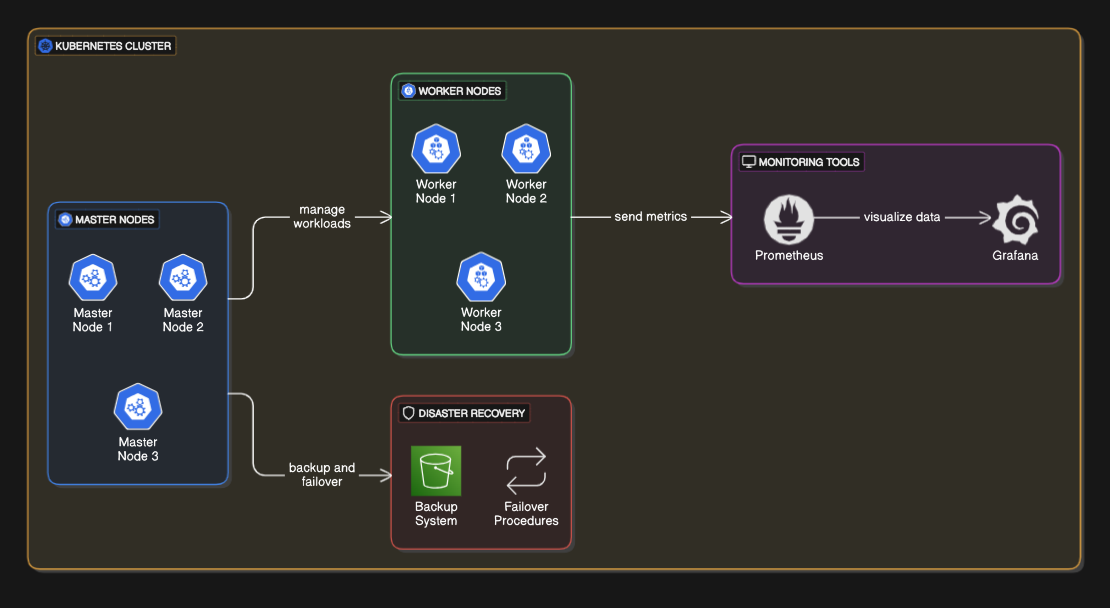 KUBERNETES CLUSTER
WORKER NODES
Worker
Node 1
Worker
Node 2
Worker
Node 3
MONITORING TOOLS
Prometheus
visualize data
Grafana
MASTER NODES
Master
Node 1
Master
Node 2
Master
Node 3
manage
workloads
send metrics
backup and
failover
DISASTER RECOVERY
Backup
System
Failover
Procedures